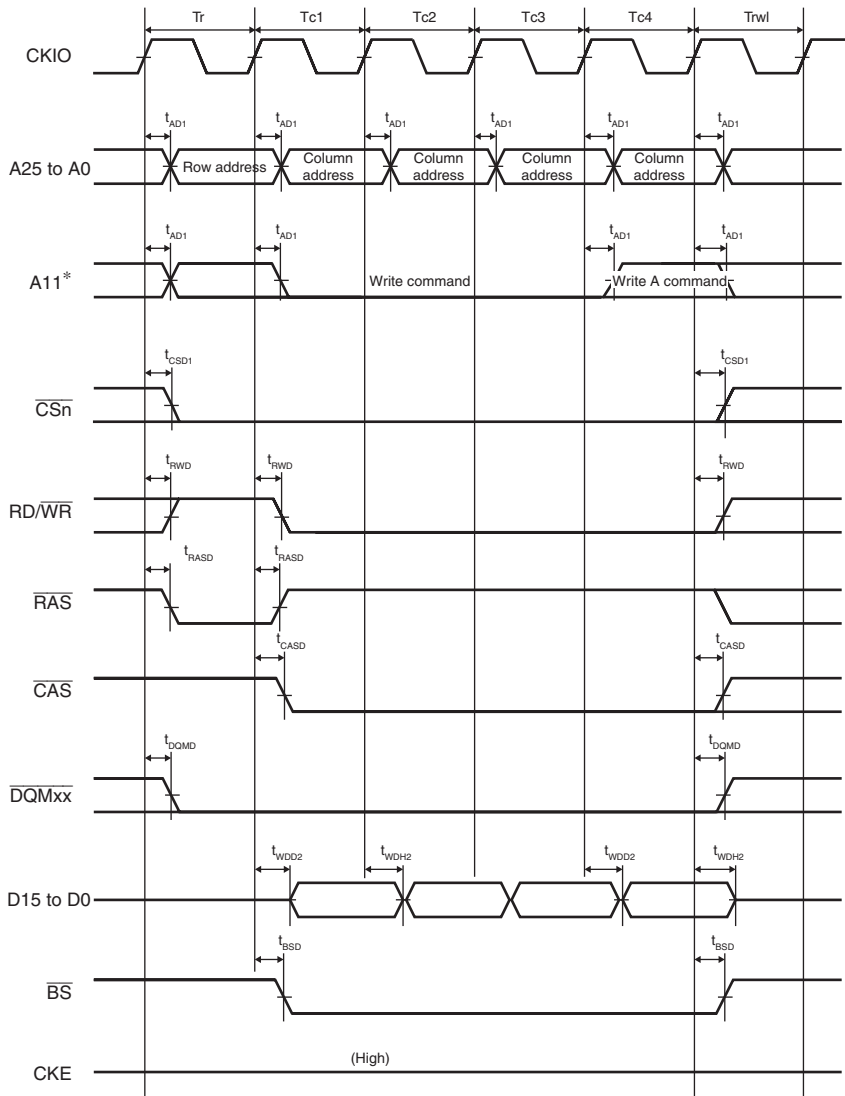 Tr Tc1 Tc2 Tc3 Tc4 Trwl
CKIO
tAD1 tAD1 tAD1 tAD1 tAD1 tAD1
A25 to A0 Row address Column address Column address Column address Column address
tAD1 tAD1 tAD1 tAD1
A11* Write command Write A command
tCSD1 tCSD1
CSn
tRWD tRWD tRWD
RD/WR
tRASD tRASD
RAS
tCASD tCASD
CAS
tDQMD tDQMD
DQMxx
tWDD2 tWDH2 tWDD2 tWDH2
D15 to D0
tBSD tBSD
BS
(High)
CKE